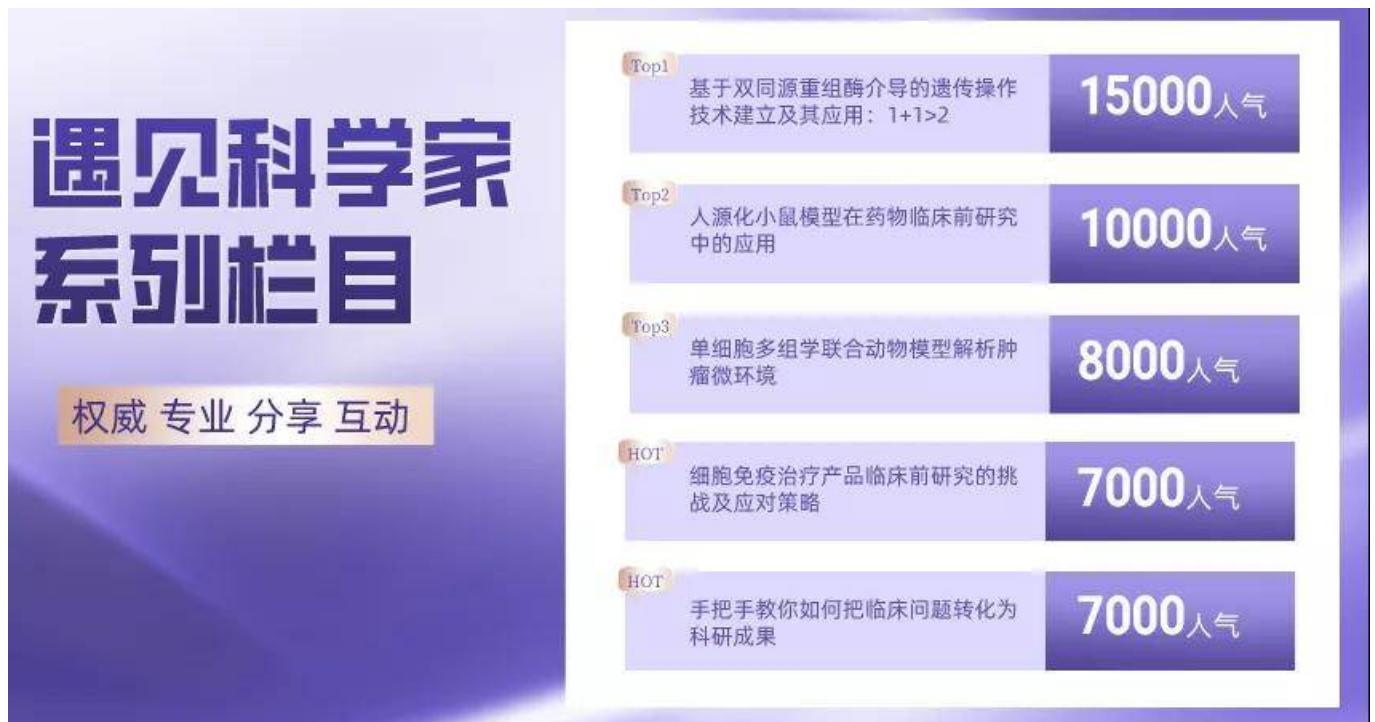 遇见科学家
系列栏目
权威 专业 分享 互动
Top1
基于双同源重组酶介导的遗传操作
技术建立及其应用：1+1>2
15000人气
Top2
人源化小鼠模型在药物临床前研究
中的应用
10000人气
Top3
单细胞多组学联合动物模型解析肿
瘤微环境
8000人气
HOT
细胞免疫治疗产品临床前研究的挑
战及应对策略
7000人气
HOT
手把手教你如何把临床问题转化为
科研成果
7000人气